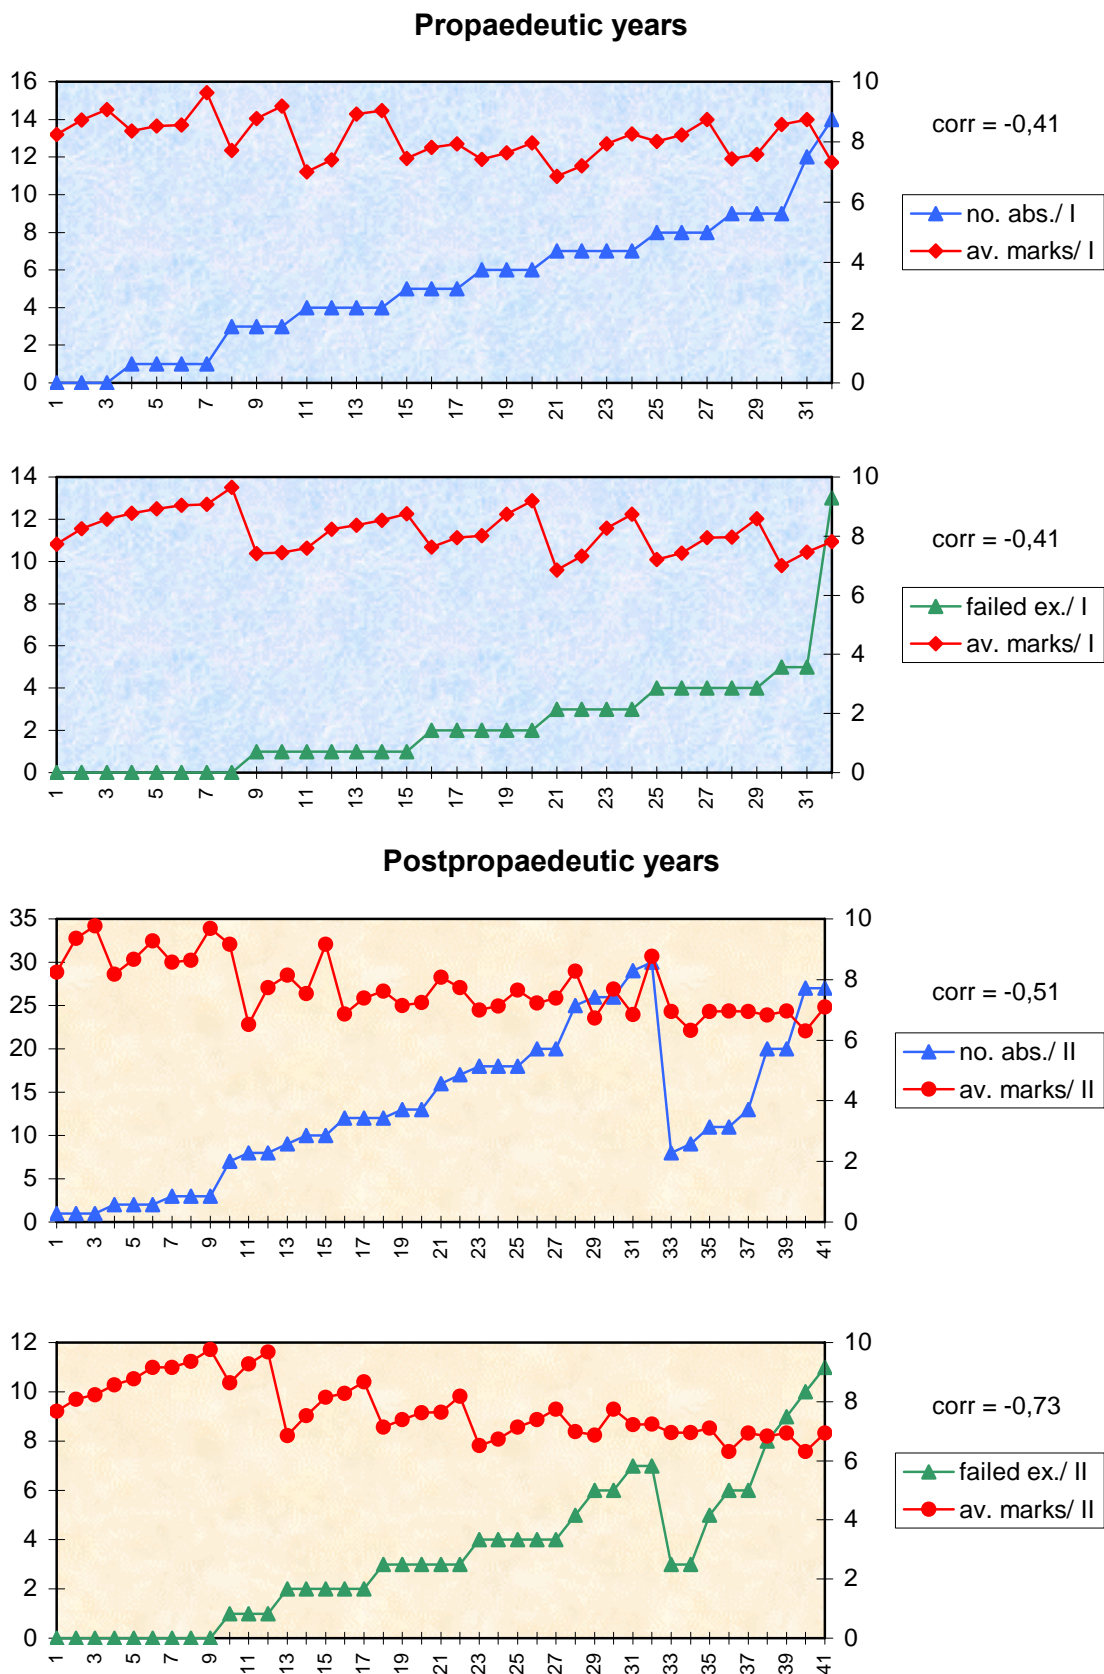 Propaedeutic years
16 14 12 10 8 6 4 2 0
10 8 6 4 2 0
1 3 5 7 9 11 13 15 17 19 21 23 25 27 29 31
corr = -0,41
no. abs./ I
av. marks/ I
14 12 10 8 6 4 2 0
10 8 6 4 2 0
1 3 5 7 9 11 13 15 17 19 21 23 25 27 29 31
corr = -0,41
failed ex./ I
av. marks/ I
Postpropaedeutic years
35 30 25 20 15 10 5 0
10 8 6 4 2 0
1 3 5 7 9 11 13 15 17 19 21 23 25 27 29 31 33 35 37 39 41
corr = -0,51
no. abs./ II
av. marks/ II
12 10 8 6 4 2 0
10 8 6 4 2 0
1 3 5 7 9 11 13 15 17 19 21 23 25 27 29 31 33 35 37 39 41
corr = -0,73
failed ex./ II
av. marks/ II